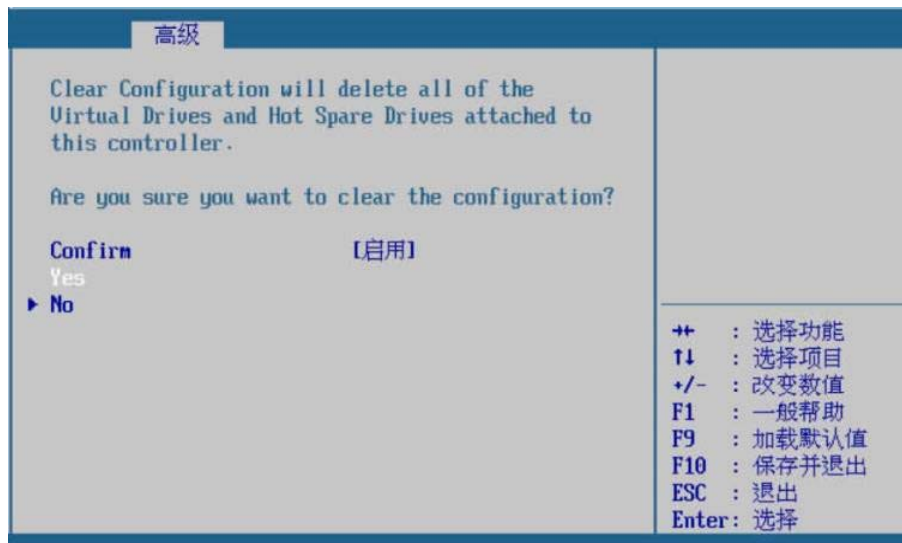 高级
Clear Configuration will delete all of the
Virtual Drives and Hot Spare Drives attached to
this controller.
Are you sure you want to clear the configuration?
Confirm [启用]
Yes
▶ No
→← : 选择功能
↑↓ : 选择项目
+/- : 改变数值
F1 : 一般帮助
F9 : 加载默认值
F10 : 保存并退出
ESC : 退出
Enter: 选择